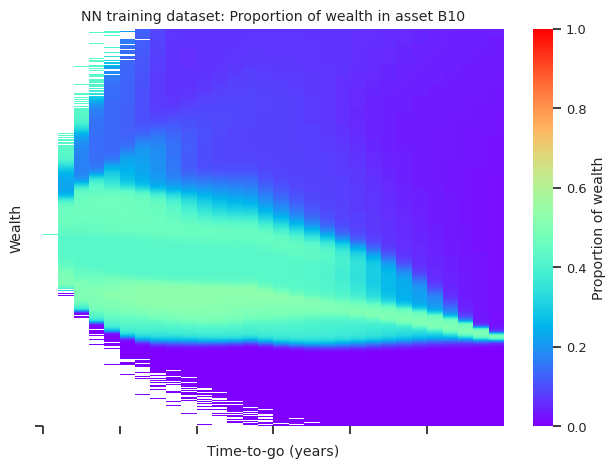 NN training dataset: Proportion of wealth in asset B10
Wealth
Time-to-go (years)
1.0
0.8
0.6
0.4
0.2
0.0
Proportion of wealth